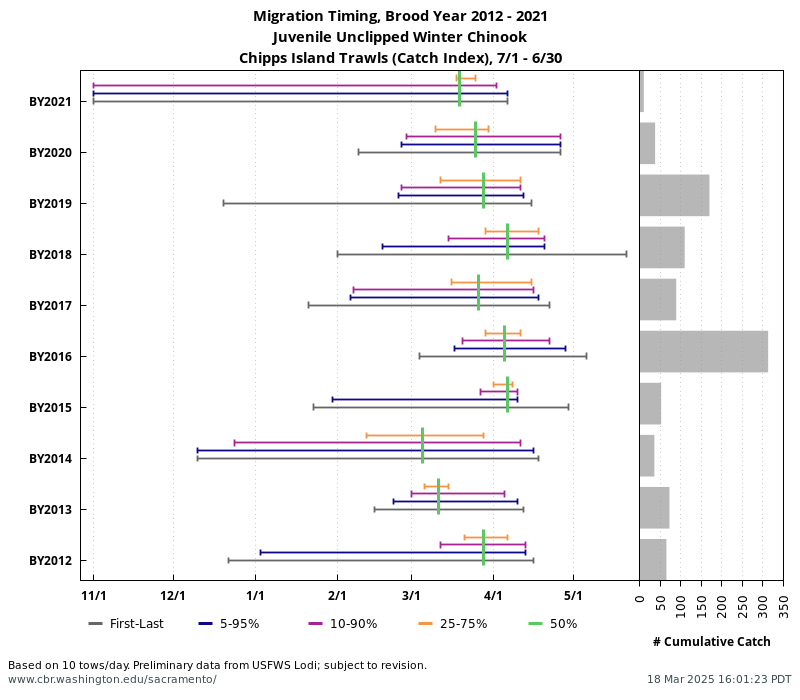 Migration Timing, Brood Year 2012 - 2021
Juvenile Unclipped Winter Chinook
Chipps Island Trawls (Catch Index), 7/1 - 6/30
BY2021
BY2020
BY2019
BY2018
BY2017
BY2016
BY2015
BY2014
BY2013
BY2012
11/1 12/1 1/1 2/1 3/1 4/1 5/1
0 50 100 150 200 250 300 350
First-Last 5-95% 10-90% 25-75% 50%
# Cumulative Catch
Based on 10 tows/day. Preliminary data from USFWS Lodi; subject to revision.
www.cbr.washington.edu/sacramento/
18 Mar 2025 16:01:23 PDT